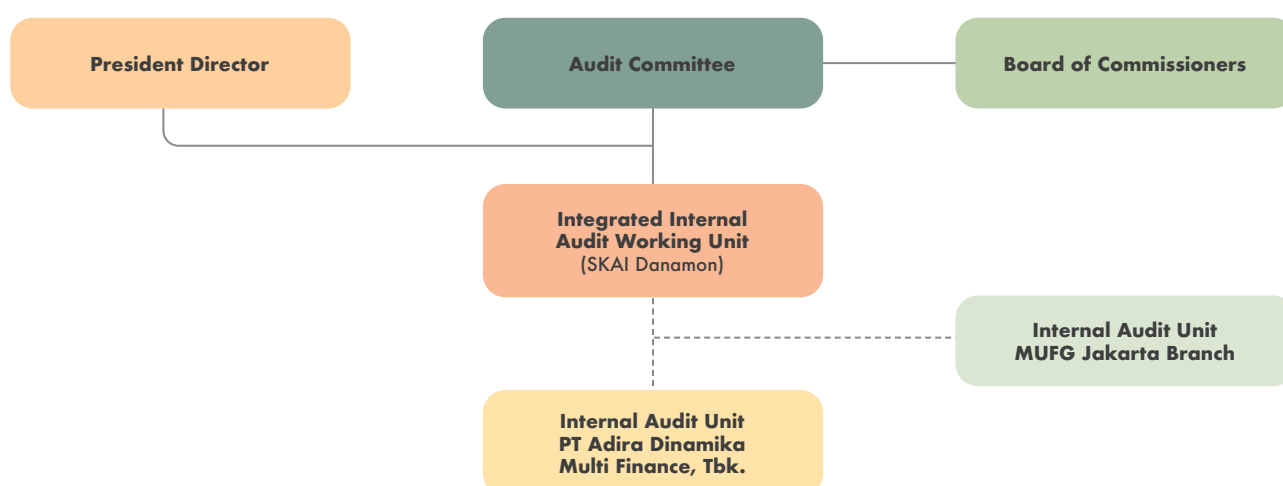 President Director
Audit Committee
Board of Commissioners
Integrated Internal
Audit Working Unit
(SKAI Danamon)
Internal Audit Unit
MUFG Jakarta Branch
Internal Audit Unit
PT Adira Dinamika
Multi Finance, Tbk.